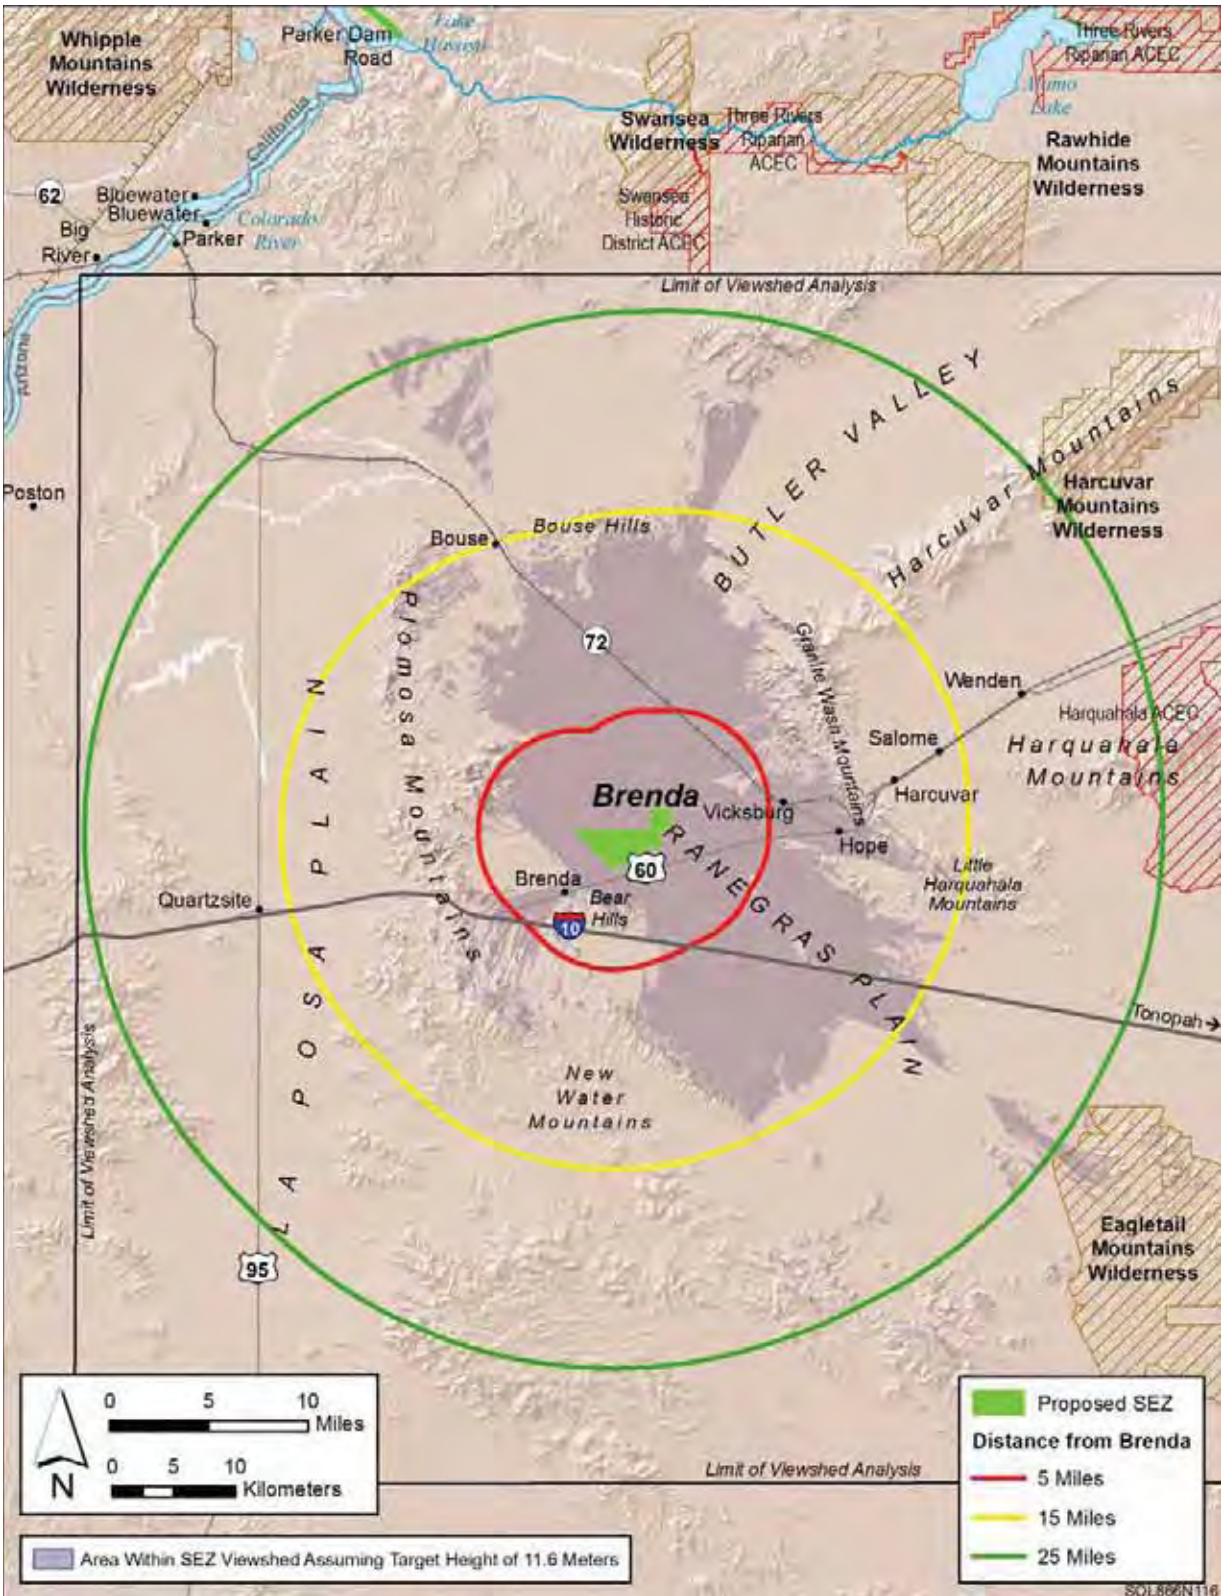 Whipple
Mountains
Wilderness
Parker Dam
Road
Lake
Havasu
Three Rivers
Riparian ACEC
Alamo
Lake
Swansea
Wilderness
Three Rivers
Riparian
ACEC
Rawhide
Mountains
Wilderness
California
62
Bluewater
Bluewater
Colorado
River
Big
River
Parker
Swansea
Historic
District ACEC
Limit of Viewshed Analysis
Arizona
BUTLER VALLEY
Harcuvar Mountains
Harcuvar
Mountains
Wilderness
Poston
Bouse
Bouse Hills
Plomosa Mountains
72
Granite Wash Mountains
Wenden
Harquahala ACEC
Salome
Harquahala
Mountains
LA POSA PLAIN
Brenda
Vicksburg
Harcuvar
Hope
RANEGRAS PLAIN
60
Little
Harquahala
Mountains
Quartzsite
Brenda
Bear
Hills
10
Tonopah
New
Water
Mountains
Limit of Viewshed Analysis
Eagletail
Mountains
Wilderness
95
0 5 10
Miles
0 5 10
Kilometers
N
Limit of Viewshed Analysis
Proposed SEZ
Distance from Brenda
5 Miles
15 Miles
25 Miles
Area Within SEZ Viewshed Assuming Target Height of 11.6 Meters
SOL866N116